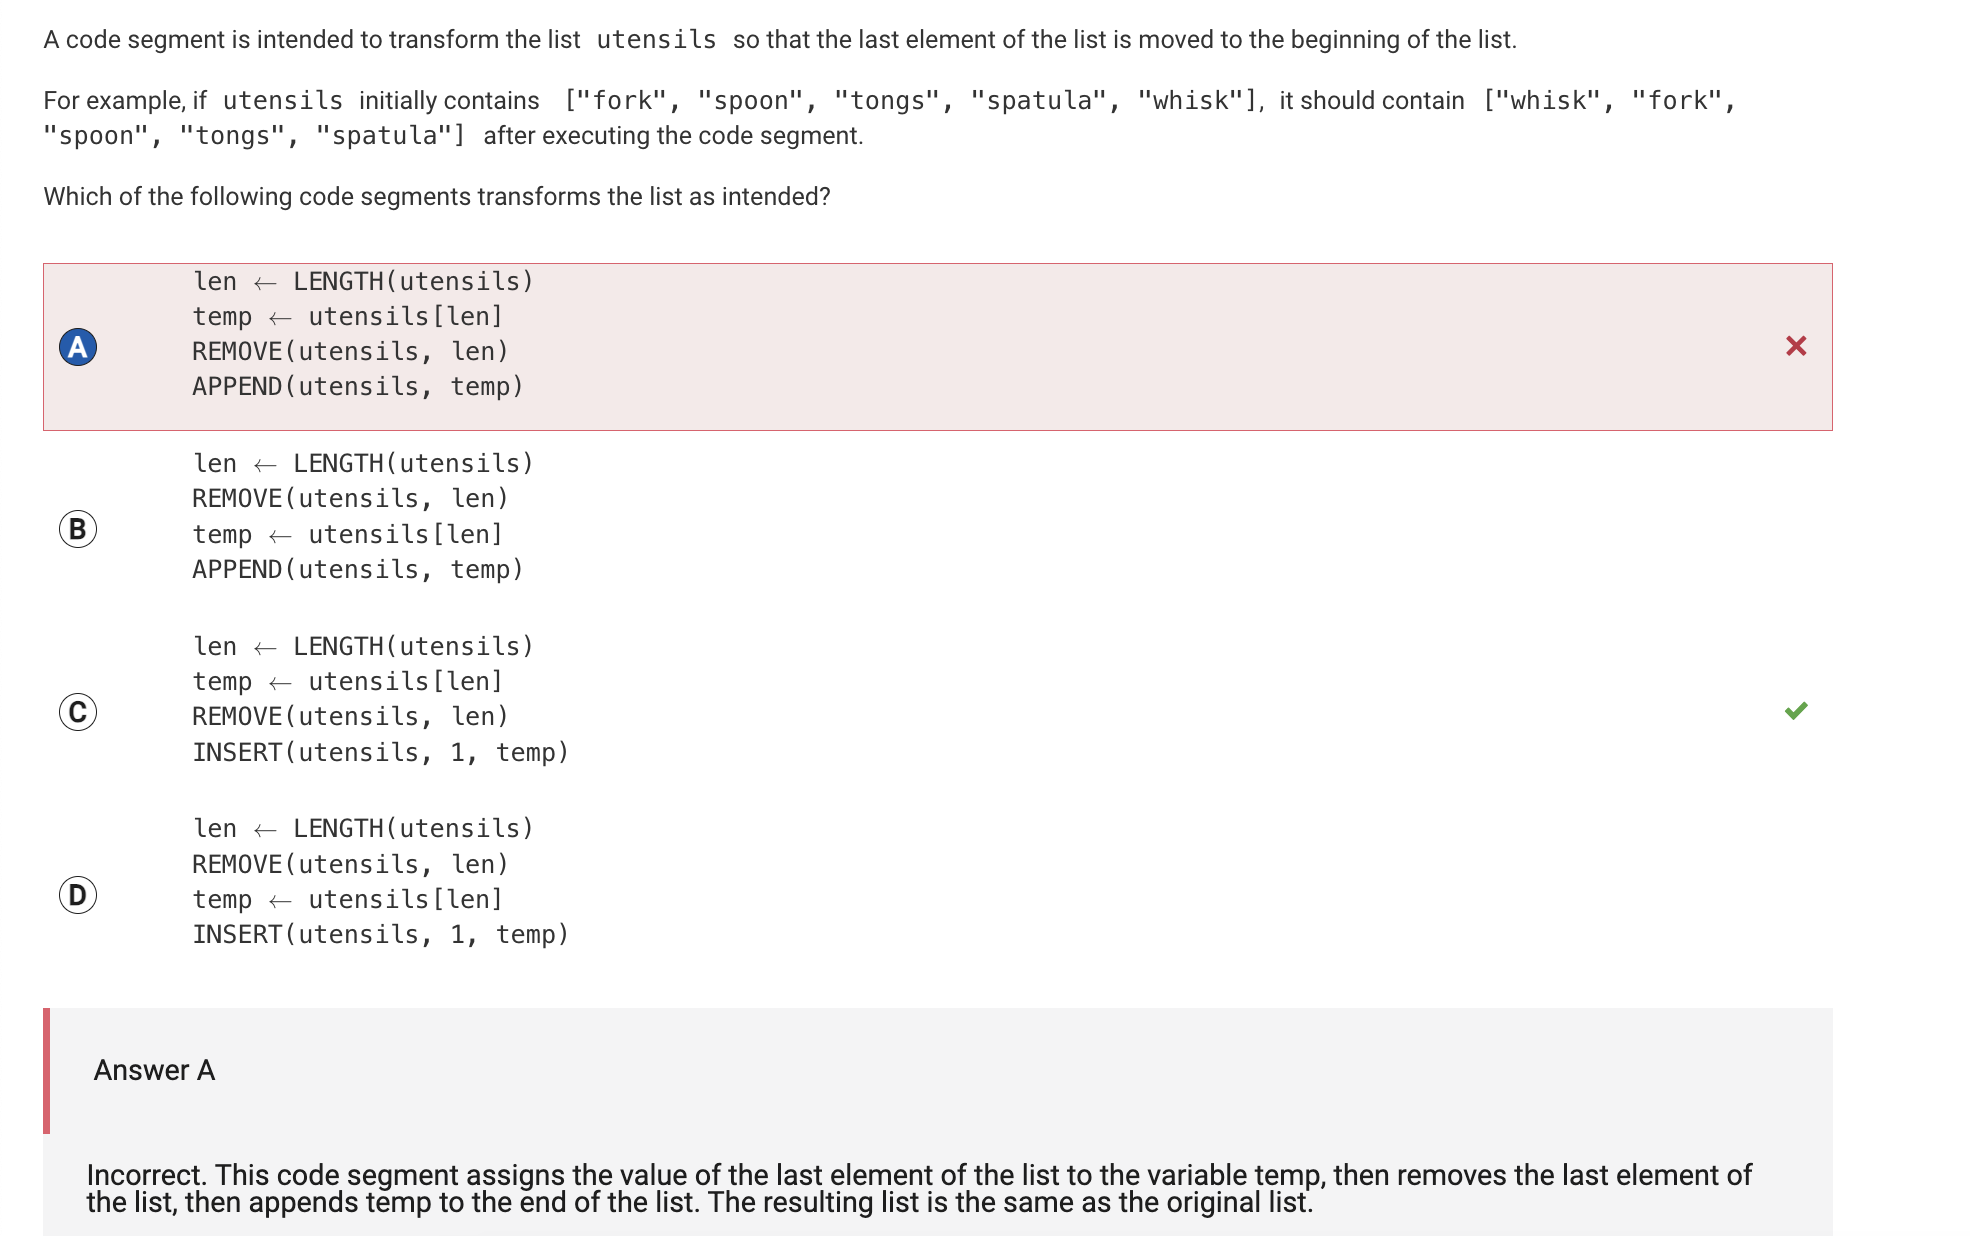 A code segment is intended to transform the list utensils so that the last element of the list is moved to the beginning of the list.
For example, if utensils initially contains ["fork", "spoon", "tongs", "spatula", "whisk"], it should contain ["whisk", "fork",
"spoon", "tongs", "spatula"] after executing the code segment.
Which of the following code segments transforms the list as intended?
A
len ← LENGTH(utensils)
temp ← utensils[len]
REMOVE(utensils, len)
APPEND(utensils, temp)
B
len ← LENGTH(utensils)
REMOVE(utensils, len)
temp ← utensils[len]
APPEND(utensils, temp)
C
len ← LENGTH(utensils)
temp ← utensils[len]
REMOVE(utensils, len)
INSERT(utensils, 1, temp)
D
len ← LENGTH(utensils)
REMOVE(utensils, len)
temp ← utensils[len]
INSERT(utensils, 1, temp)
Answer A
Incorrect. This code segment assigns the value of the last element of the list to the variable temp, then removes the last element of
the list, then appends temp to the end of the list. The resulting list is the same as the original list.